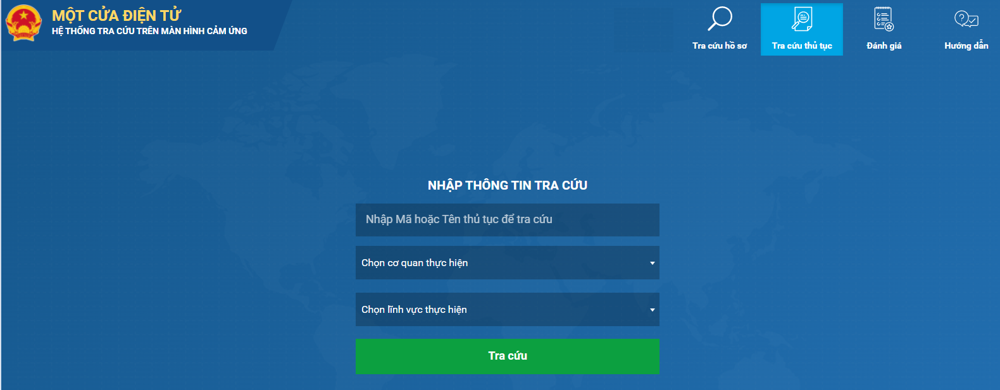 MỘT CỬA ĐIỆN TỬ
HỆ THỐNG TRA CỨU TRÊN MÀN HÌNH CẢM ỨNG
Tra cứu hồ sơ
Tra cứu thủ tục
Đánh giá
Hướng dẫn
NHẬP THÔNG TIN TRA CỨU
Nhập Mã hoặc Tên thủ tục để tra cứu
Chọn cơ quan thực hiện
Chọn lĩnh vực thực hiện
Tra cứu